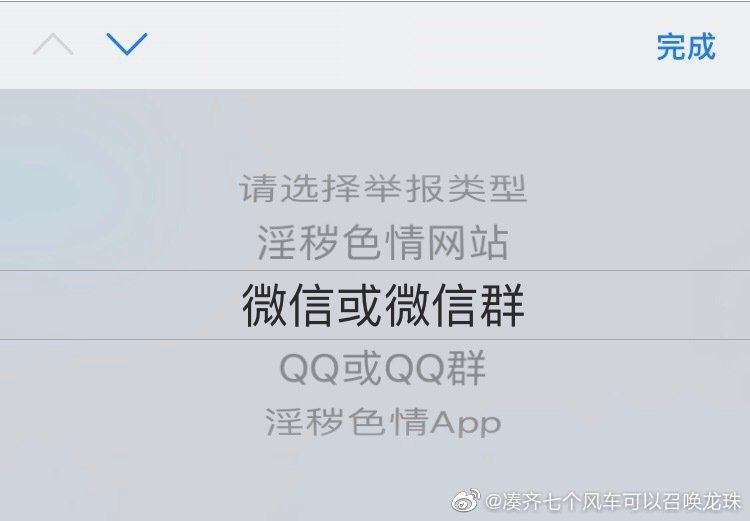 完成
请选择举报类型
淫秽色情网站
微信或微信群
QQ或QQ群
淫秽色情App
@凑齐七个风车可以召唤龙珠